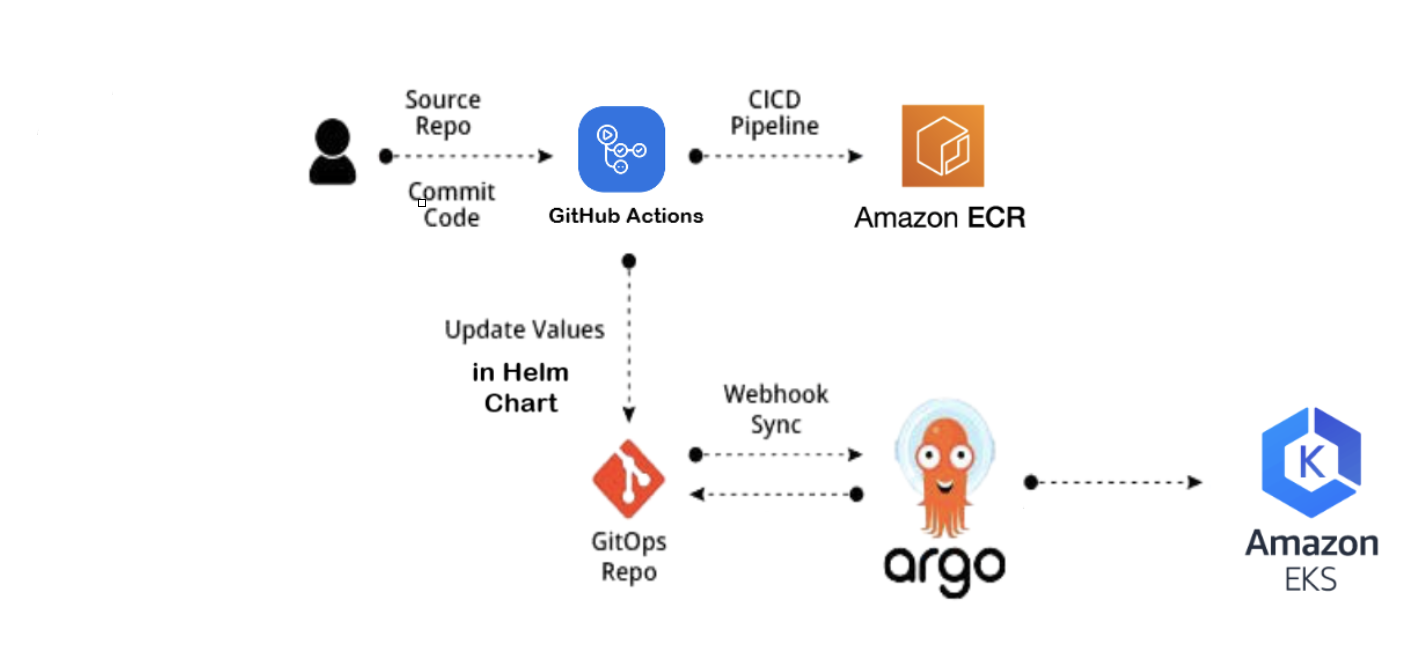 Source
Repo
Commit
Code
GitHub Actions
CICD
Pipeline
Amazon ECR
Update Values
in Helm
Chart
GitOps
Repo
Webhook
Sync
argo
K
Amazon
EKS